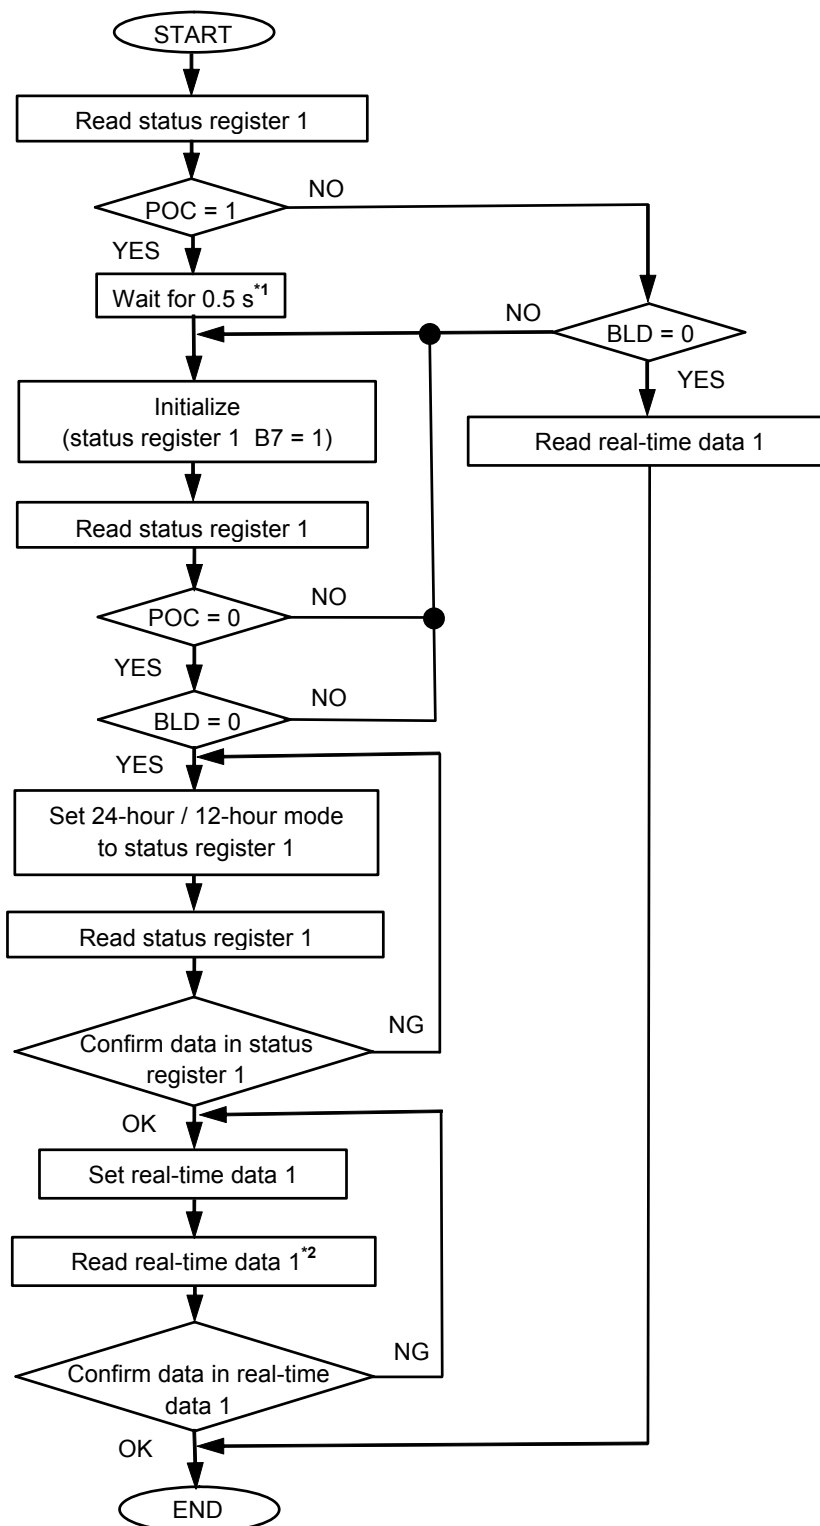 START
Read status register 1
NO
POC = 1
YES
Wait for 0.5 s*1
NO
BLD = 0
YES
Initialize
(status register 1 B7 = 1)
Read real-time data 1
Read status register 1
NO
POC = 0
YES
NO
BLD = 0
YES
Set 24-hour / 12-hour mode
to status register 1
Read status register 1
NG
Confirm data in status
register 1
OK
Set real-time data 1
Read real-time data 1*2
NG
Confirm data in real-time
data 1
OK
END